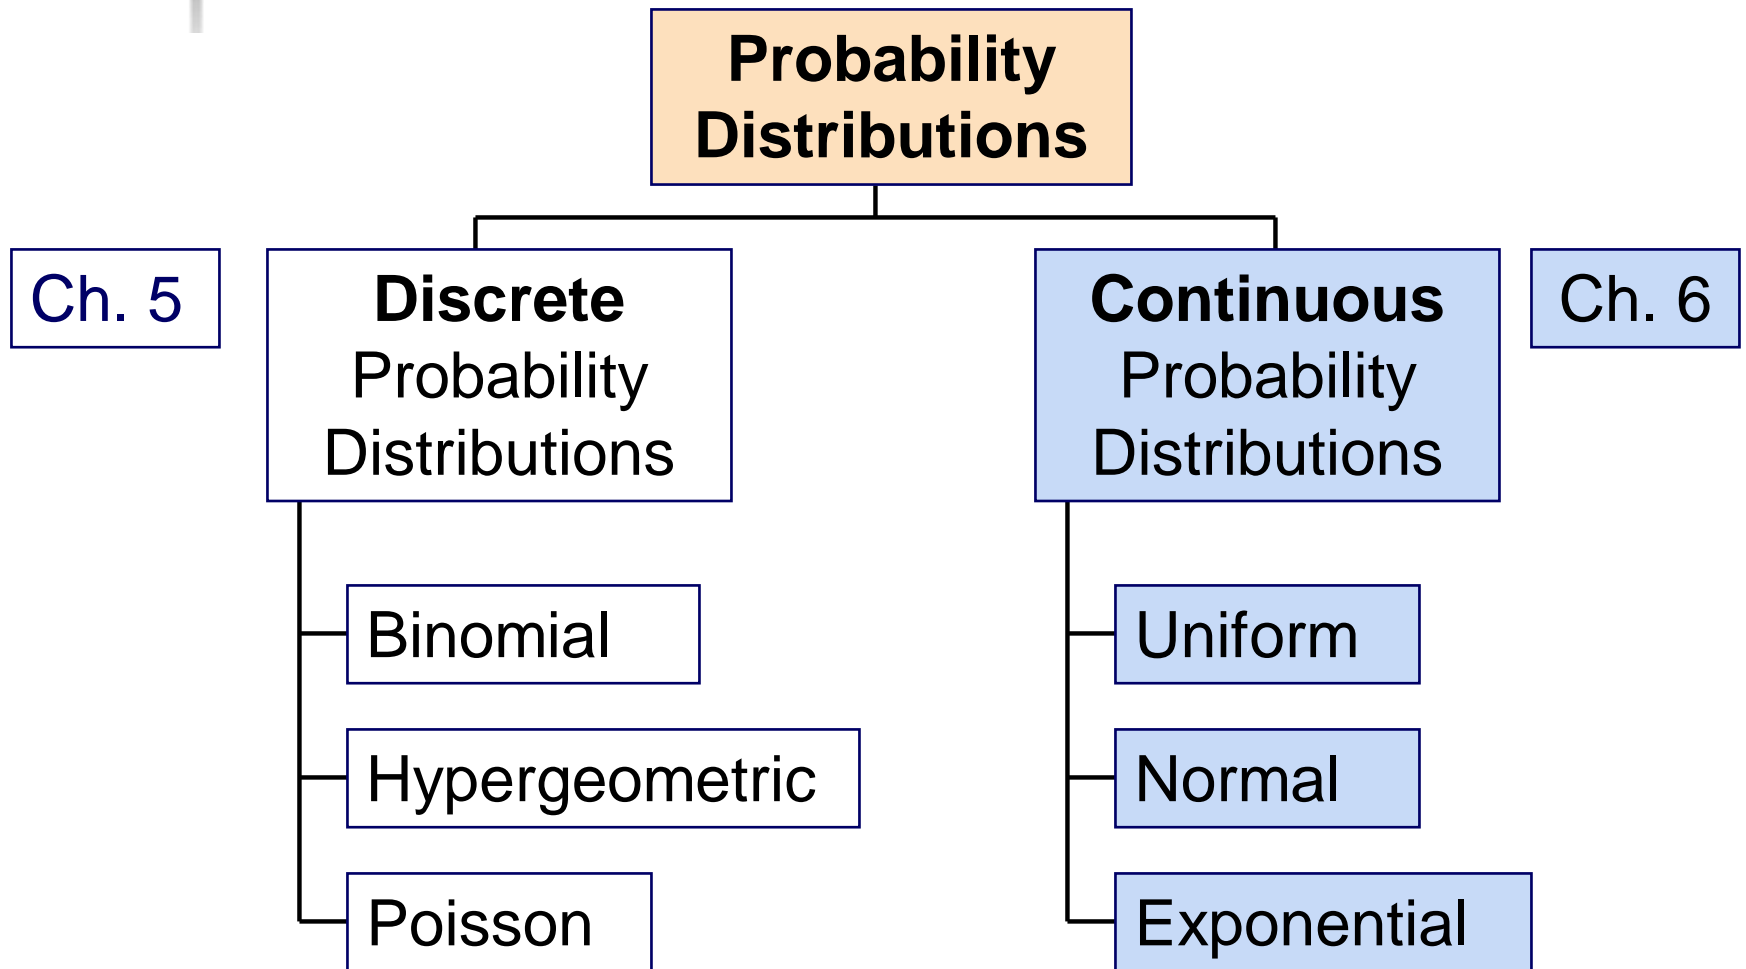 Probability
Distributions
Ch. 5
Discrete
Probability
Distributions
Continuous
Probability
Distributions
Ch. 6
Binomial
Hypergeometric
Poisson
Uniform
Normal
Exponential